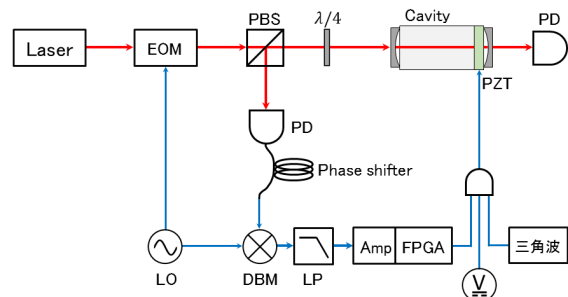 PBS
λ/4
Cavity
PD
Laser
EOM
PZT
PD
Phase shifter
Amp
FPGA
三角波
LO
DBM
LP
V